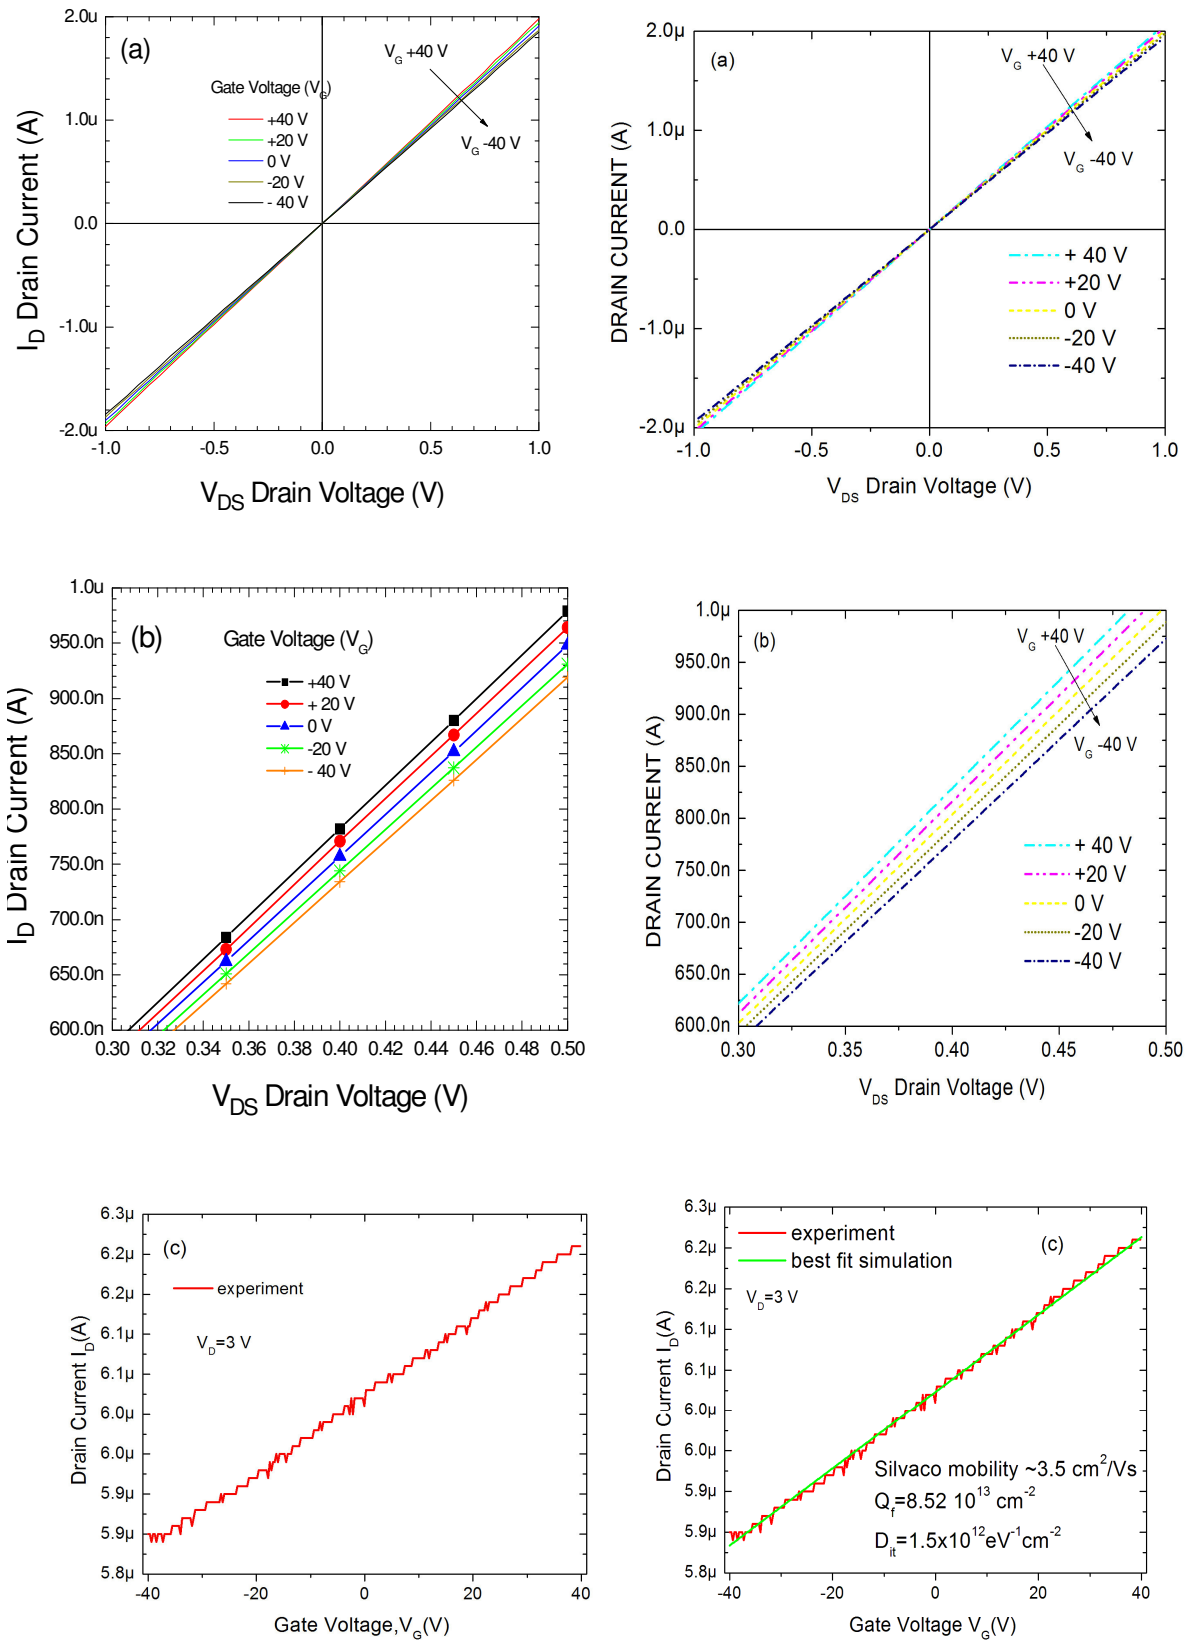 2.0u
1.0u
0.0
-1.0u
-2.0u
-1.0
-0.5
0.0
0.5
1.0
I_D Drain Current (A)
V_DS Drain Voltage (V)
(a)
Gate Voltage (V_G)
+40 V
+20 V
0 V
-20 V
- 40 V
V_G +40 V
V_G -40 V
2.0µ
1.0µ
0.0
-1.0µ
-2.0µ
-1.0
-0.5
0.0
0.5
1.0
DRAIN CURRENT (A)
V_DS Drain Voltage (V)
(a)
V_G +40 V
V_G -40 V
+ 40 V
+20 V
0 V
-20 V
-40 V
1.0u
950.0n
900.0n
850.0n
800.0n
750.0n
700.0n
650.0n
600.0n
0.30 0.32 0.34 0.36 0.38 0.40 0.42 0.44 0.46 0.48 0.50
I_D Drain Current (A)
V_DS Drain Voltage (V)
(b)
Gate Voltage (V_G)
+40 V
+ 20 V
0 V
-20 V
- 40 V
1.0µ
950.0n
900.0n
850.0n
800.0n
750.0n
700.0n
650.0n
600.0n
0.30
0.35
0.40
0.45
0.50
DRAIN CURRENT (A)
V_DS Drain Voltage (V)
(b)
V_G +40 V
V_G -40 V
+ 40 V
+20 V
0 V
-20 V
-40 V
6.3µ
6.2µ
6.2µ
6.1µ
6.1µ
6.0µ
6.0µ
5.9µ
5.9µ
5.8µ
-40
-20
0
20
40
Drain Current I_D(A)
Gate Voltage,V_G(V)
(c)
experiment
V_D=3 V
6.3µ
6.2µ
6.2µ
6.1µ
6.1µ
6.0µ
6.0µ
5.9µ
5.9µ
5.8µ
-40
-20
0
20
40
Drain Current I_D(A)
Gate Voltage V_G(V)
experiment
best fit simulation
(c)
V_D=3 V
Silvaco mobility ~3.5 cm²/Vs
Q_f=8.52 10¹³ cm⁻²
D_it=1.5x10¹²eV⁻¹cm⁻²